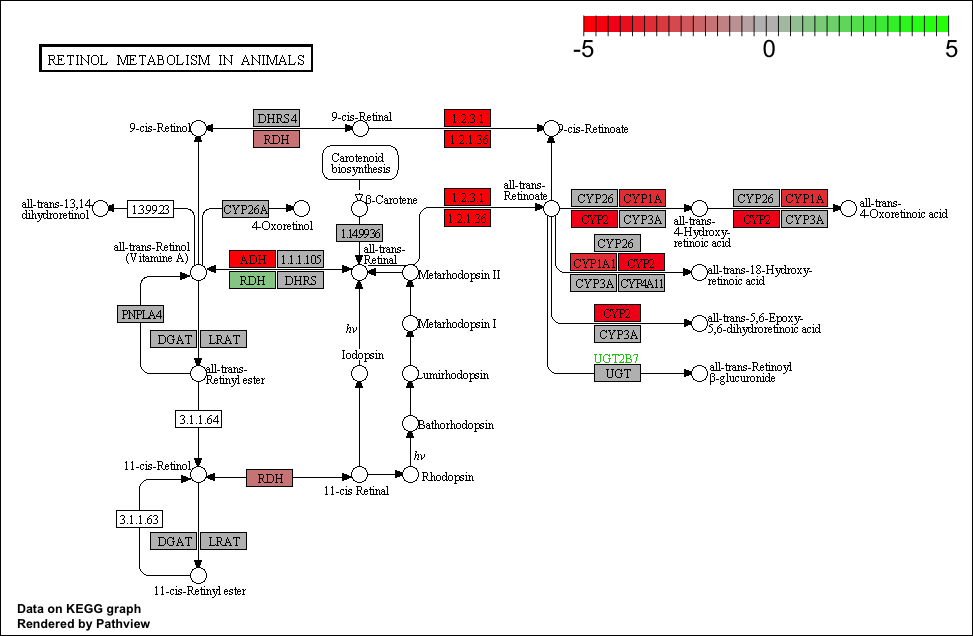 -5 0 5
RETINOL METABOLISM IN ANIMALS
9-cis-Retinol
DHRS4
RDH
9-cis-Retinal
1.2.3.1
1.2.1.36
9-cis-Retinoate
Carotenoid
biosynthesis
all-trans-13,14
dihydroretinol
1.3.99.23
CYP26A
4-Oxoretinol
β-Carotene
1.14.99.36
all-trans-
Retinal
1.2.3.1
1.2.1.36
all-trans-
Retinoate
CYP26
CYP1A
CYP2
CYP3A
all-trans-
4-Hydroxy-
retinoic acid
CYP26
CYP1A
CYP2
CYP3A
all-trans-
4-Oxoretinoic acid
all-trans-Retinol
(Vitamine A)
ADH
1.1.1.105
RDH
DHRS
Metarhodopsin II
CYP26
CYP1A1
CYP2
CYP3A
CYP4A11
all-trans-18-Hydroxy-
retinoic acid
PNPLA4
DGAT
LRAT
hv
Metarhodopsin I
CYP2
CYP3A
all-trans-5,6-Epoxy-
5,6-dihydroretinoic acid
Iodopsin
UGT2B7
UGT
all-trans-Retinoyl
β-glucuronide
all-trans-
Retinyl ester
Lumirhodopsin
3.1.1.64
Bathorhodopsin
hv
11-cis-Retinol
RDH
11-cis Retinal
Rhodopsin
3.1.1.63
DGAT
LRAT
11-cis-Retinyl ester
Data on KEGG graph
Rendered by Pathview